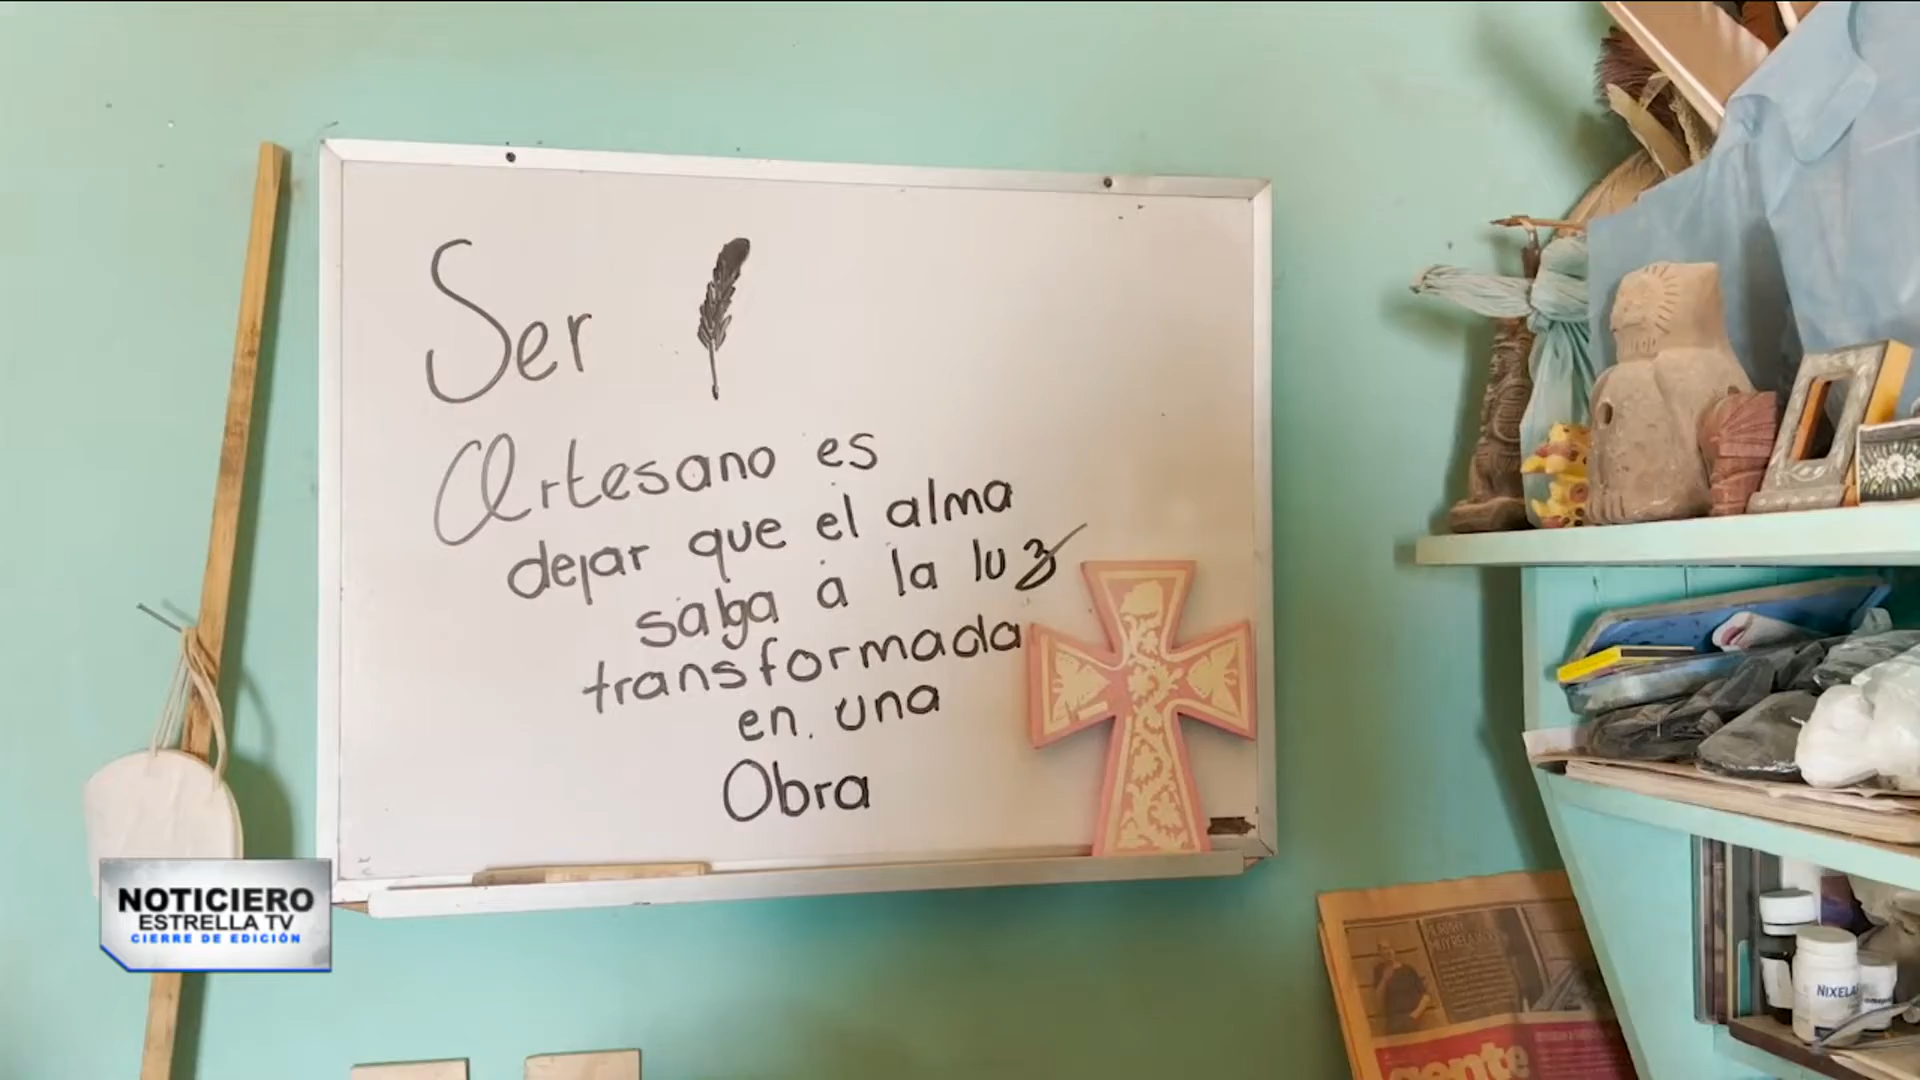 Ser
Artesano es
dejar que el alma
salga a la luz
transformada
en una
Obra
NOTICIERO
ESTRELLA TV
CIERRE DE EDICIÓN
gente